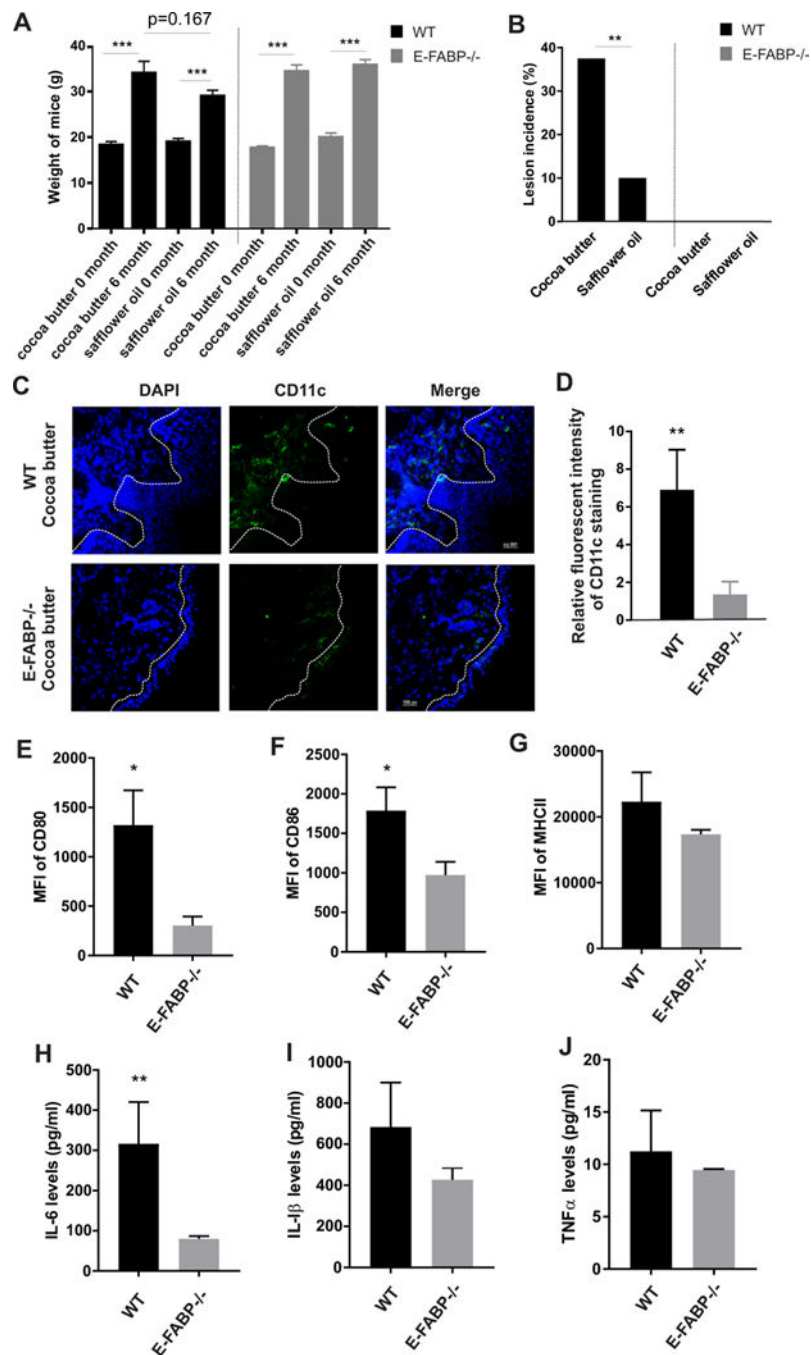 A
p=0.167
***
***
***
***
WT
E-FABP-/-
Weight of mice (g)
40
30
20
10
0
cocoa butter 0 month
cocoa butter 6 month
safflower oil 0 month
safflower oil 6 month
cocoa butter 0 month
cocoa butter 6 month
safflower oil 0 month
safflower oil 6 month
B
WT
E-FABP-/-
**
Lesion incidence (%)
40
30
20
10
0
Cocoa butter
Safflower oil
Cocoa butter
Safflower oil
C
DAPI
CD11c
Merge
WT
Cocoa butter
E-FABP-/-
Cocoa butter
D
Relative fluorescent intensity
of CD11c staining
10
8
6
4
2
0
**
WT
E-FABP-/-
E
MFI of CD80
2000
1500
1000
500
0
*
WT
E-FABP-/-
F
MFI of CD86
2500
2000
1500
1000
500
0
*
WT
E-FABP-/-
G
MFI of MHCII
30000
20000
10000
0
WT
E-FABP-/-
H
IL-6 levels (pg/ml)
500
400
300
200
100
0
**
WT
E-FABP-/-
I
IL-Iβ levels (pg/ml)
1000
800
600
400
200
0
WT
E-FABP-/-
J
TNFα levels (pg/ml)
20
15
10
5
0
WT
E-FABP-/-